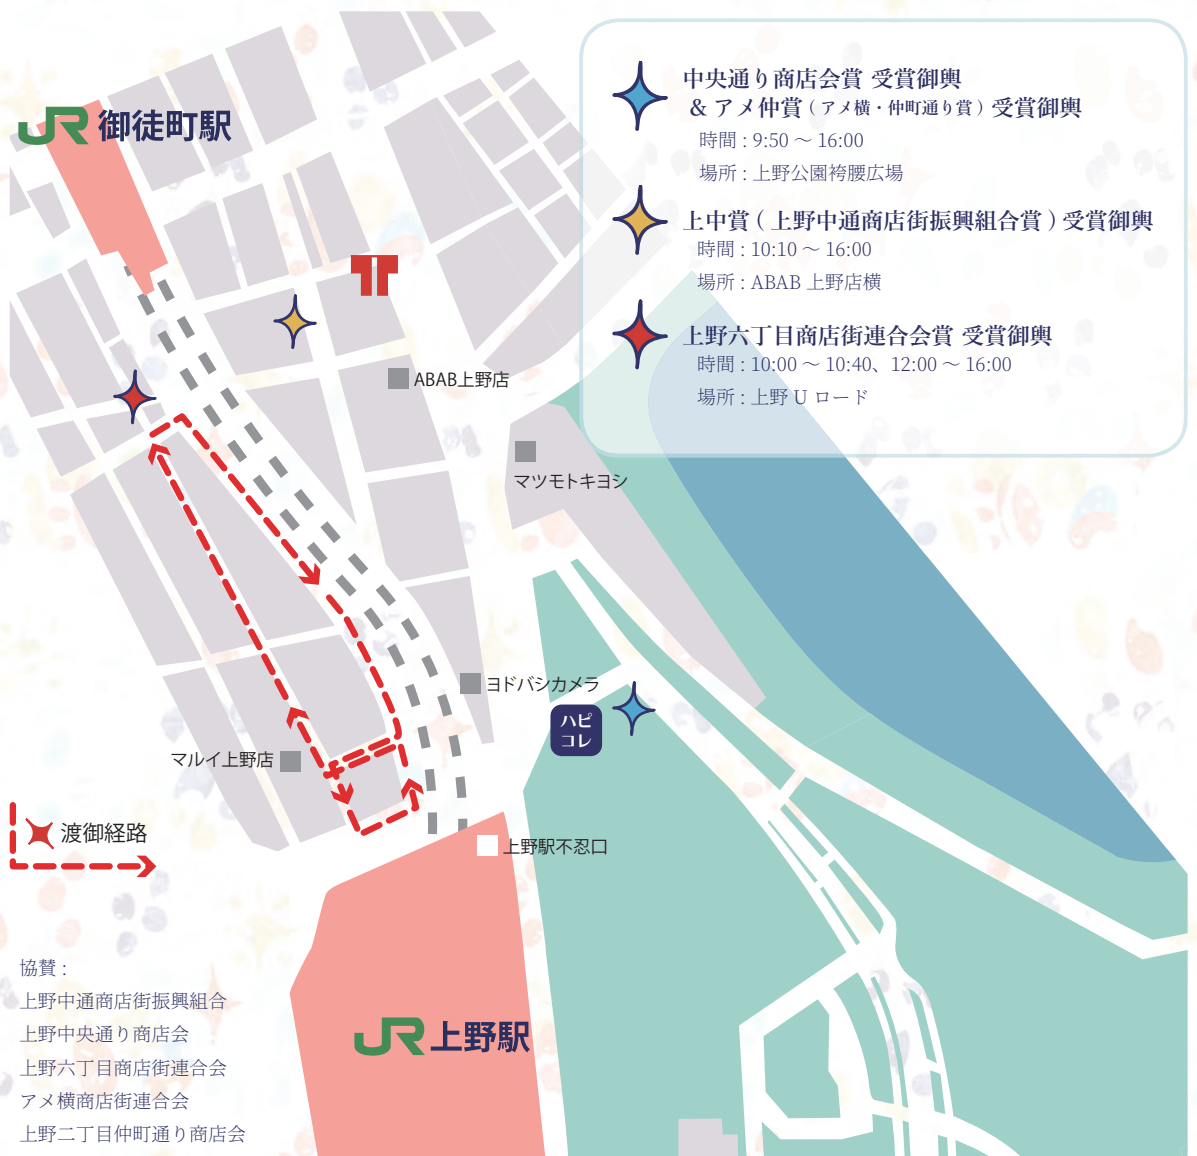 中央通り商店会賞 受賞御輿
& アメ仲賞 ( アメ横・仲町通り賞 ) 受賞御輿
時間 : 9:50 ～ 16:00
場所 : 上野公園袴腰広場
上中賞 ( 上野中通商店街振興組合賞 ) 受賞御輿
時間 : 10:10 ～ 16:00
場所 : ABAB 上野店横
上野六丁目商店街連合会賞 受賞御輿
時間 : 10:00 ～ 10:40、12:00 ～ 16:00
場所 : 上野 U ロード
JR 御徒町駅
ABAB上野店
マツモトキヨシ
ヨドバシカメラ
ハピ
コレ
マルイ上野店
渡御経路
上野駅不忍口
JR 上野駅
協賛 :
上野中通商店街振興組合
上野中央通り商店会
上野六丁目商店街連合会
アメ横商店街連合会
上野二丁目仲町通り商店会